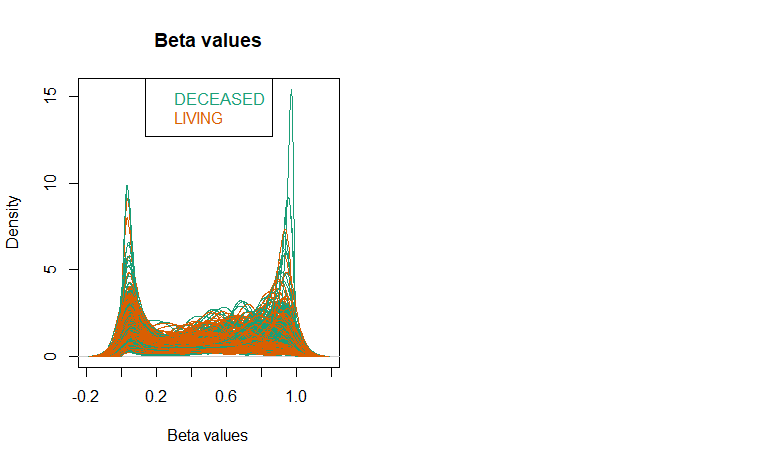 Beta values
DECEASED
LIVING
Density
15
10
5
0
-0.2
0.2
0.6
1.0
Beta values